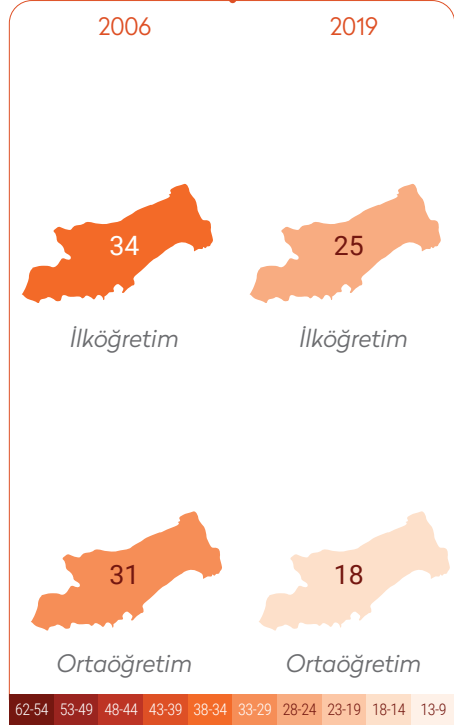 2006 2019
34 25
İlköğretim İlköğretim
31 18
Ortaöğretim Ortaöğretim
62-54 53-49 48-44 43-39 38-34 33-29 28-24 23-19 18-14 13-9